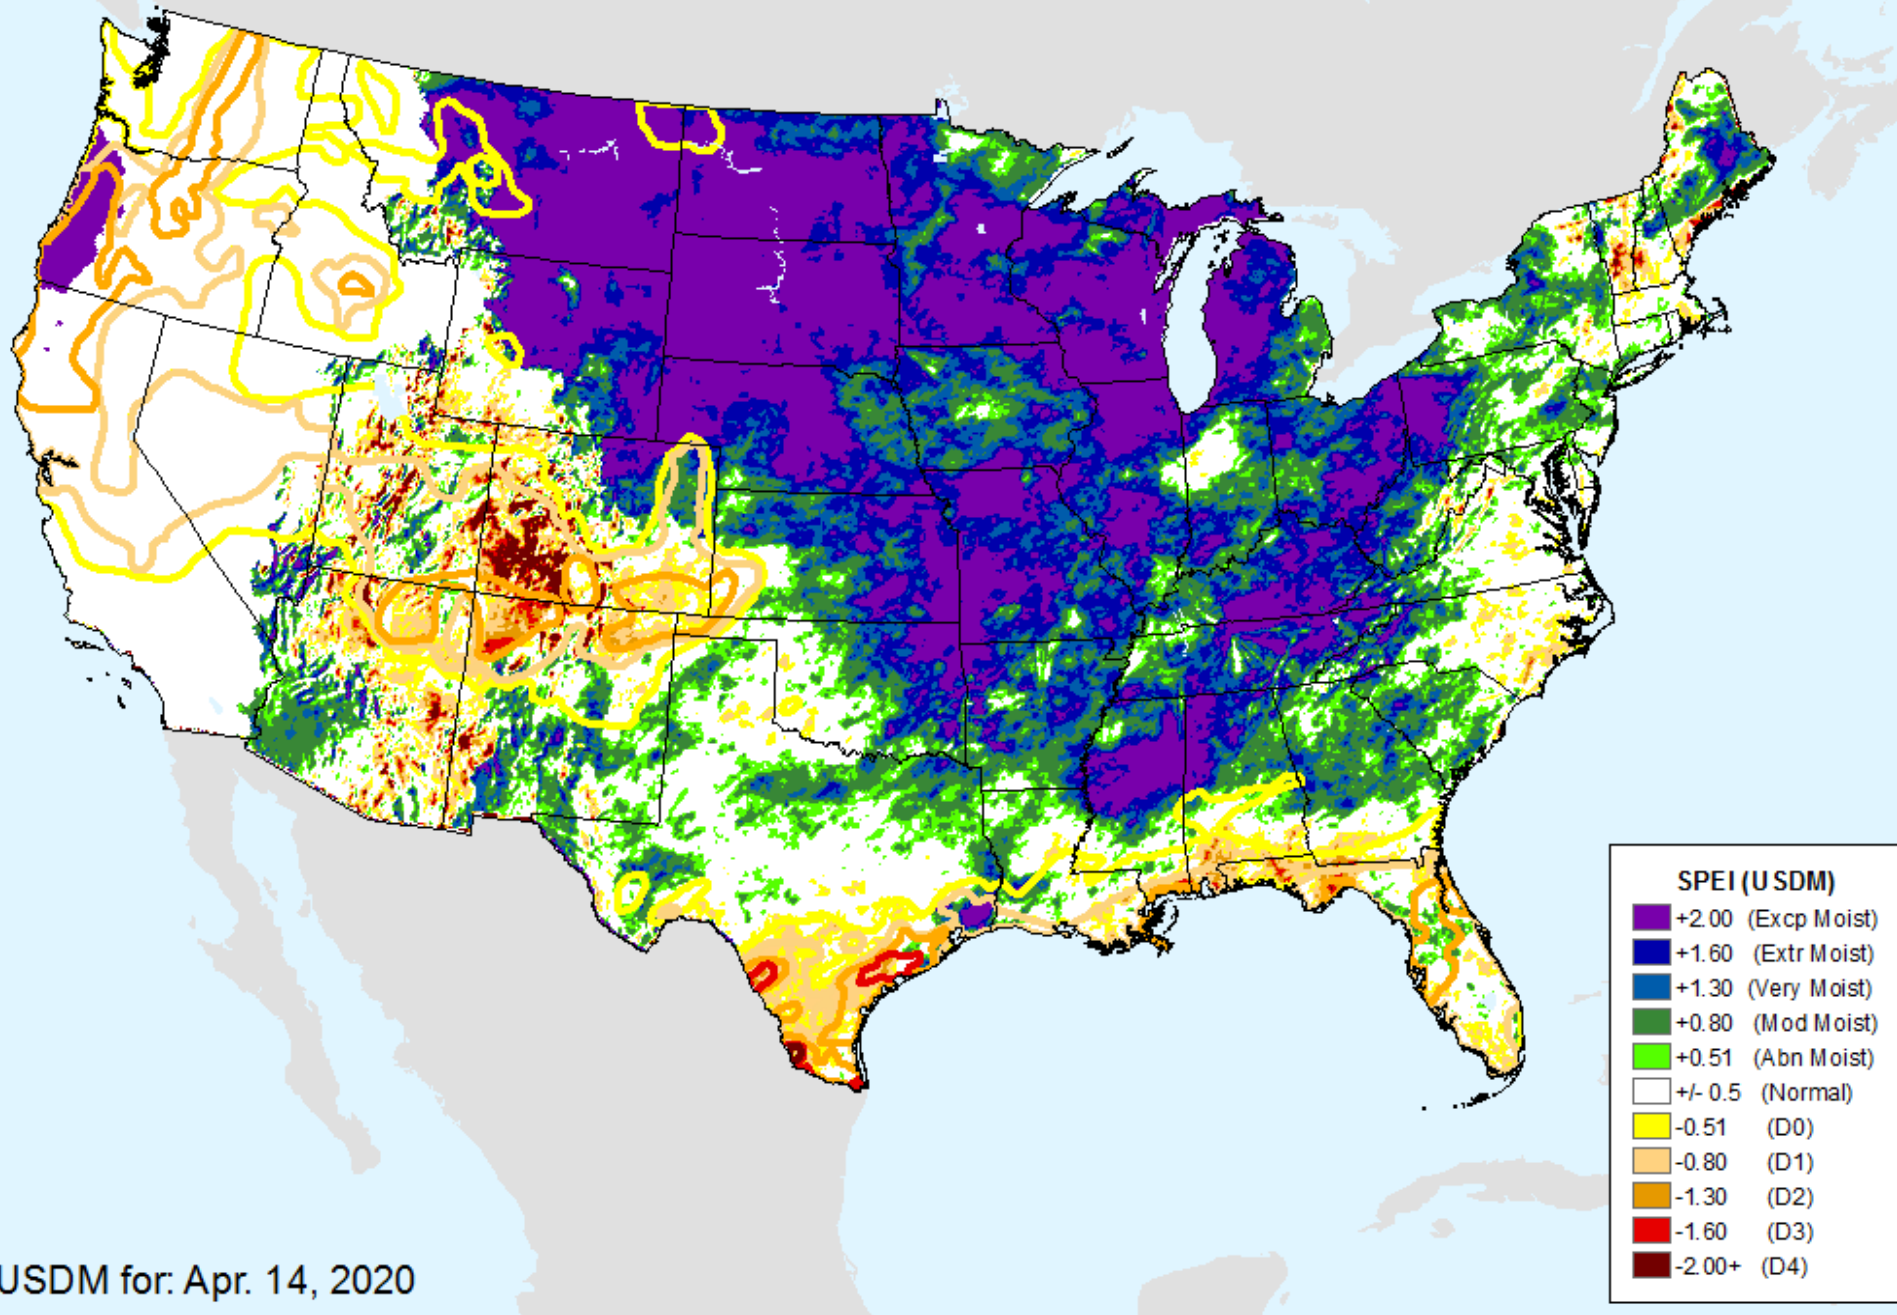 SPEI (USDM)
+2.00 (Excp Moist)
+1.60 (Extr Moist)
+1.30 (Very Moist)
+0.80 (Mod Moist)
+0.51 (Abn Moist)
+/- 0.5 (Normal)
-0.51 (D0)
-0.80 (D1)
-1.30 (D2)
-1.60 (D3)
-2.00+ (D4)
USDM for: Apr. 14, 2020